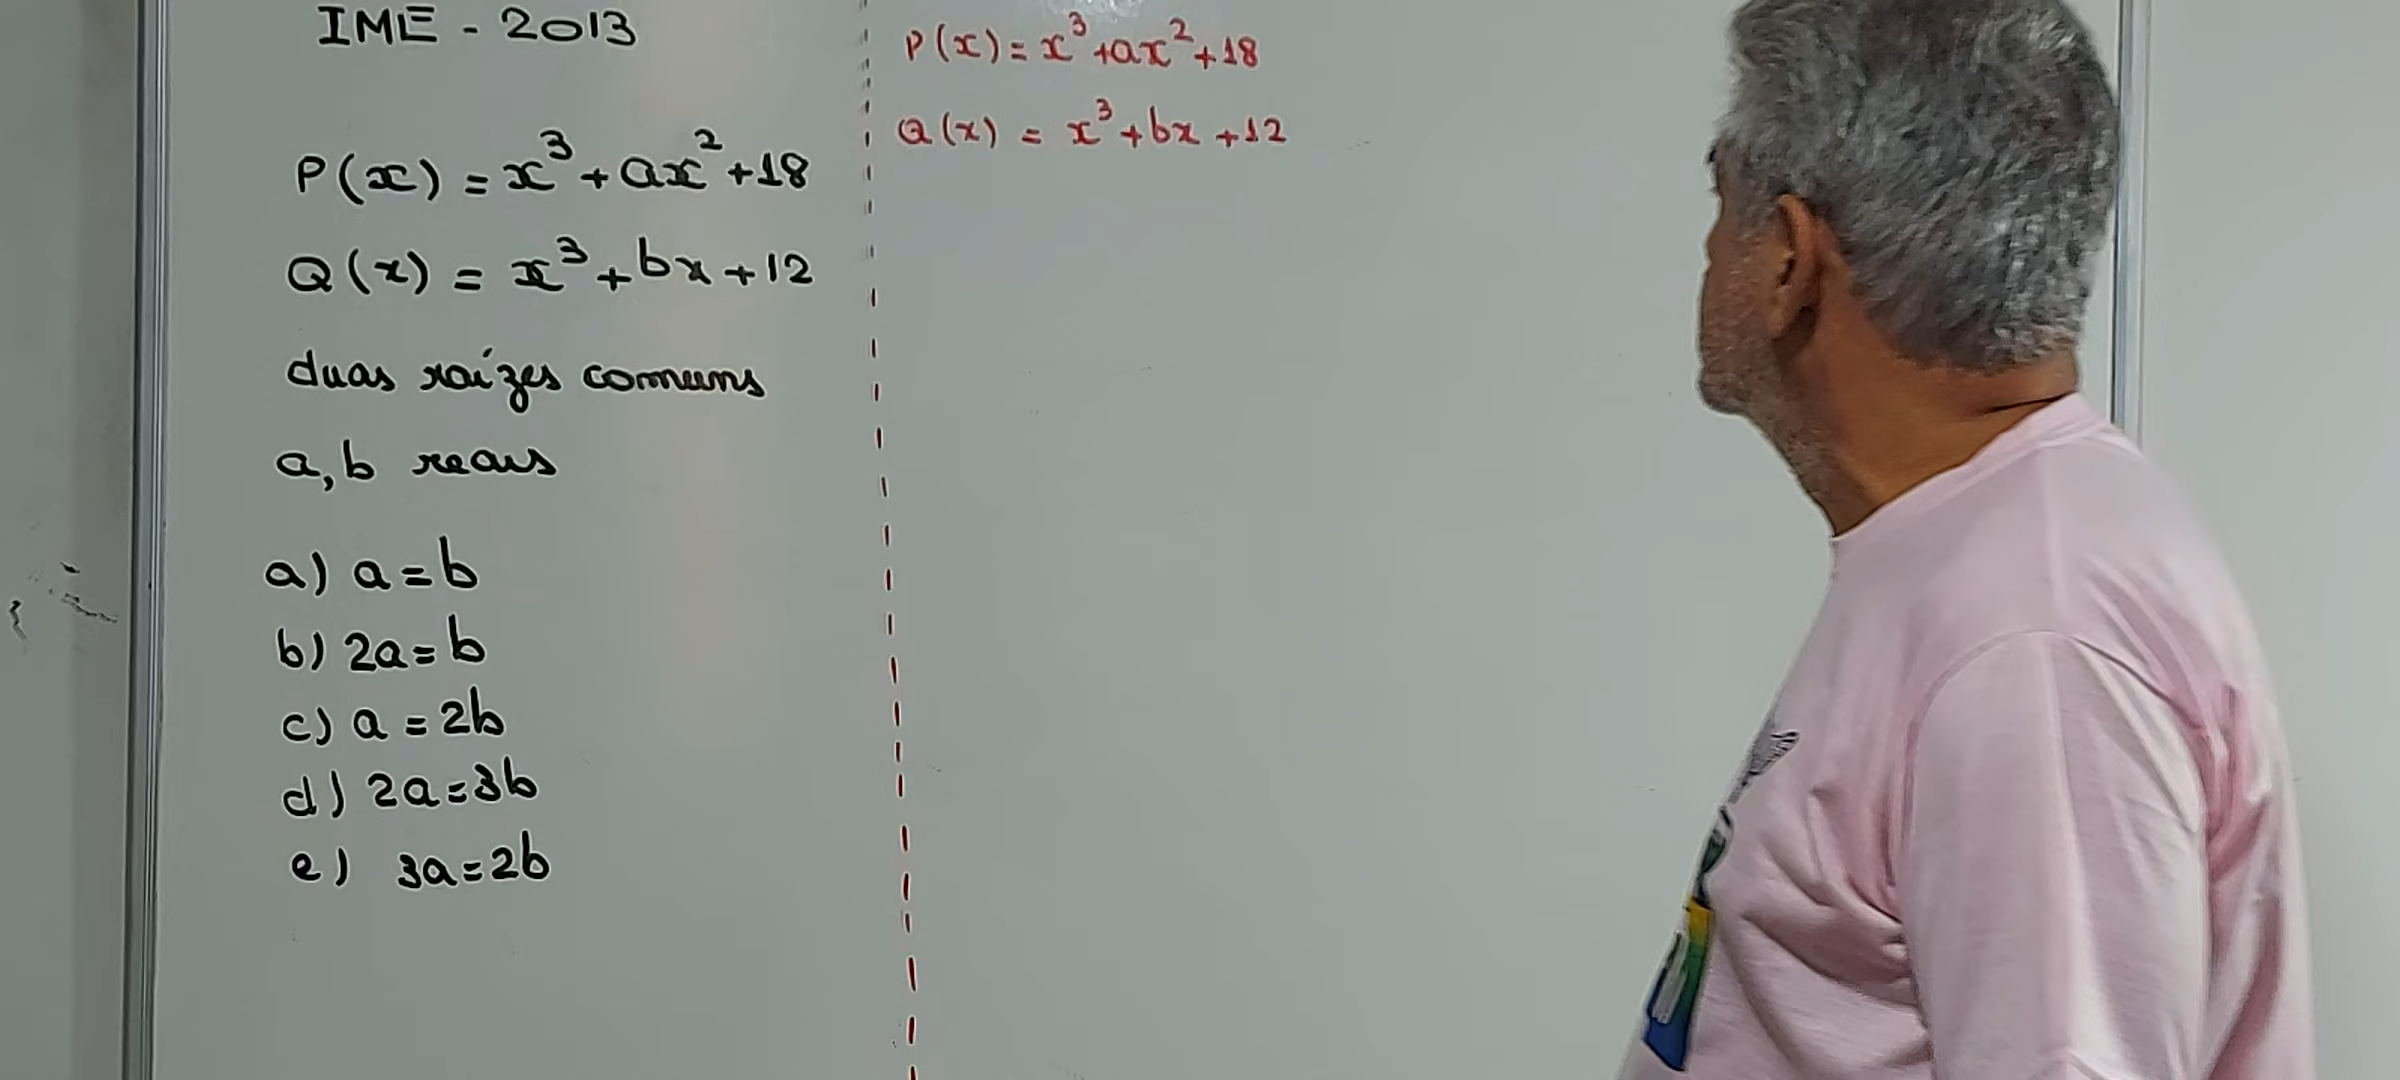 IME - 2013
P(x) = x³ + ax² + 18
Q(x) = x³ + bx + 12
duas raízes comuns
a, b reais
a) a = b
b) 2a = b
c) a = 2b
d) 2a = 3b
e) 3a = 2b
P(x) = x³ + ax² + 18
Q(x) = x³ + bx + 12